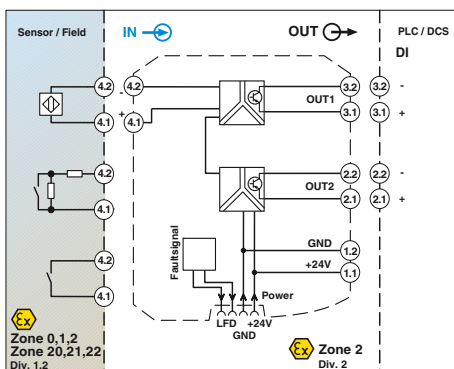 Sensor / Field
IN
OUT
PLC / DCS
DI
4.2
4.1
4.2
4.1
4.2
4.1
-
+
4.2
4.1
OUT1
3.2
3.1
3.2
3.1
-
+
OUT2
2.2
2.1
2.2
2.1
-
+
GND
1.2
+24V
1.1
Faultsignal
Power
LFD
+24V
GND
Ex
Zone 0,1,2
Zone 20,21,22
Div. 1,2
Ex
Zone 2
Div. 2